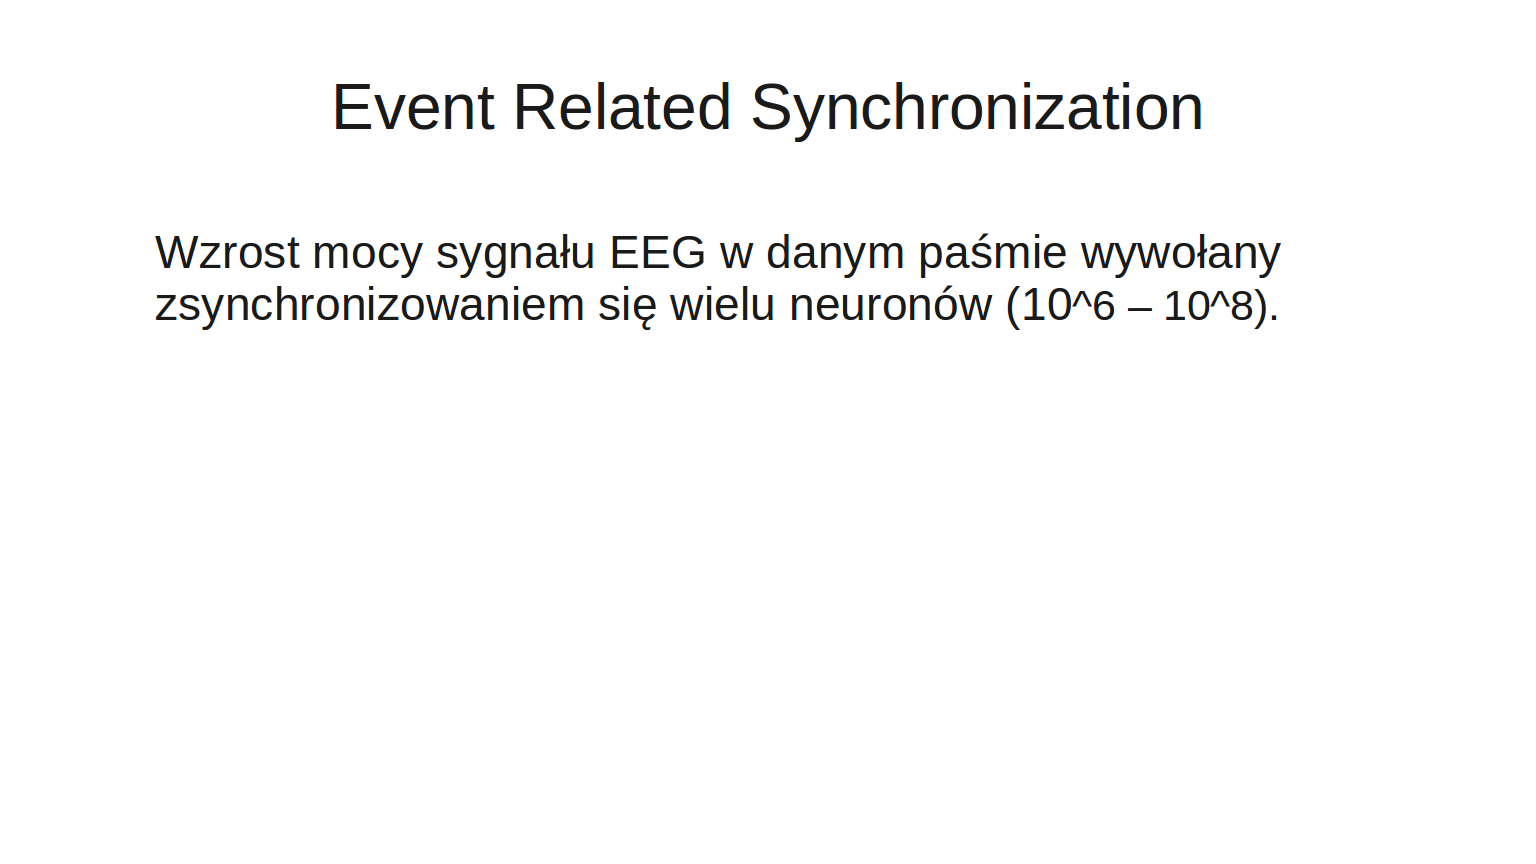 Event Related Synchronization
Wzrost mocy sygnału EEG w danym paśmie wywołany
zsynchronizowaniem się wielu neuronów (10^6 – 10^8).